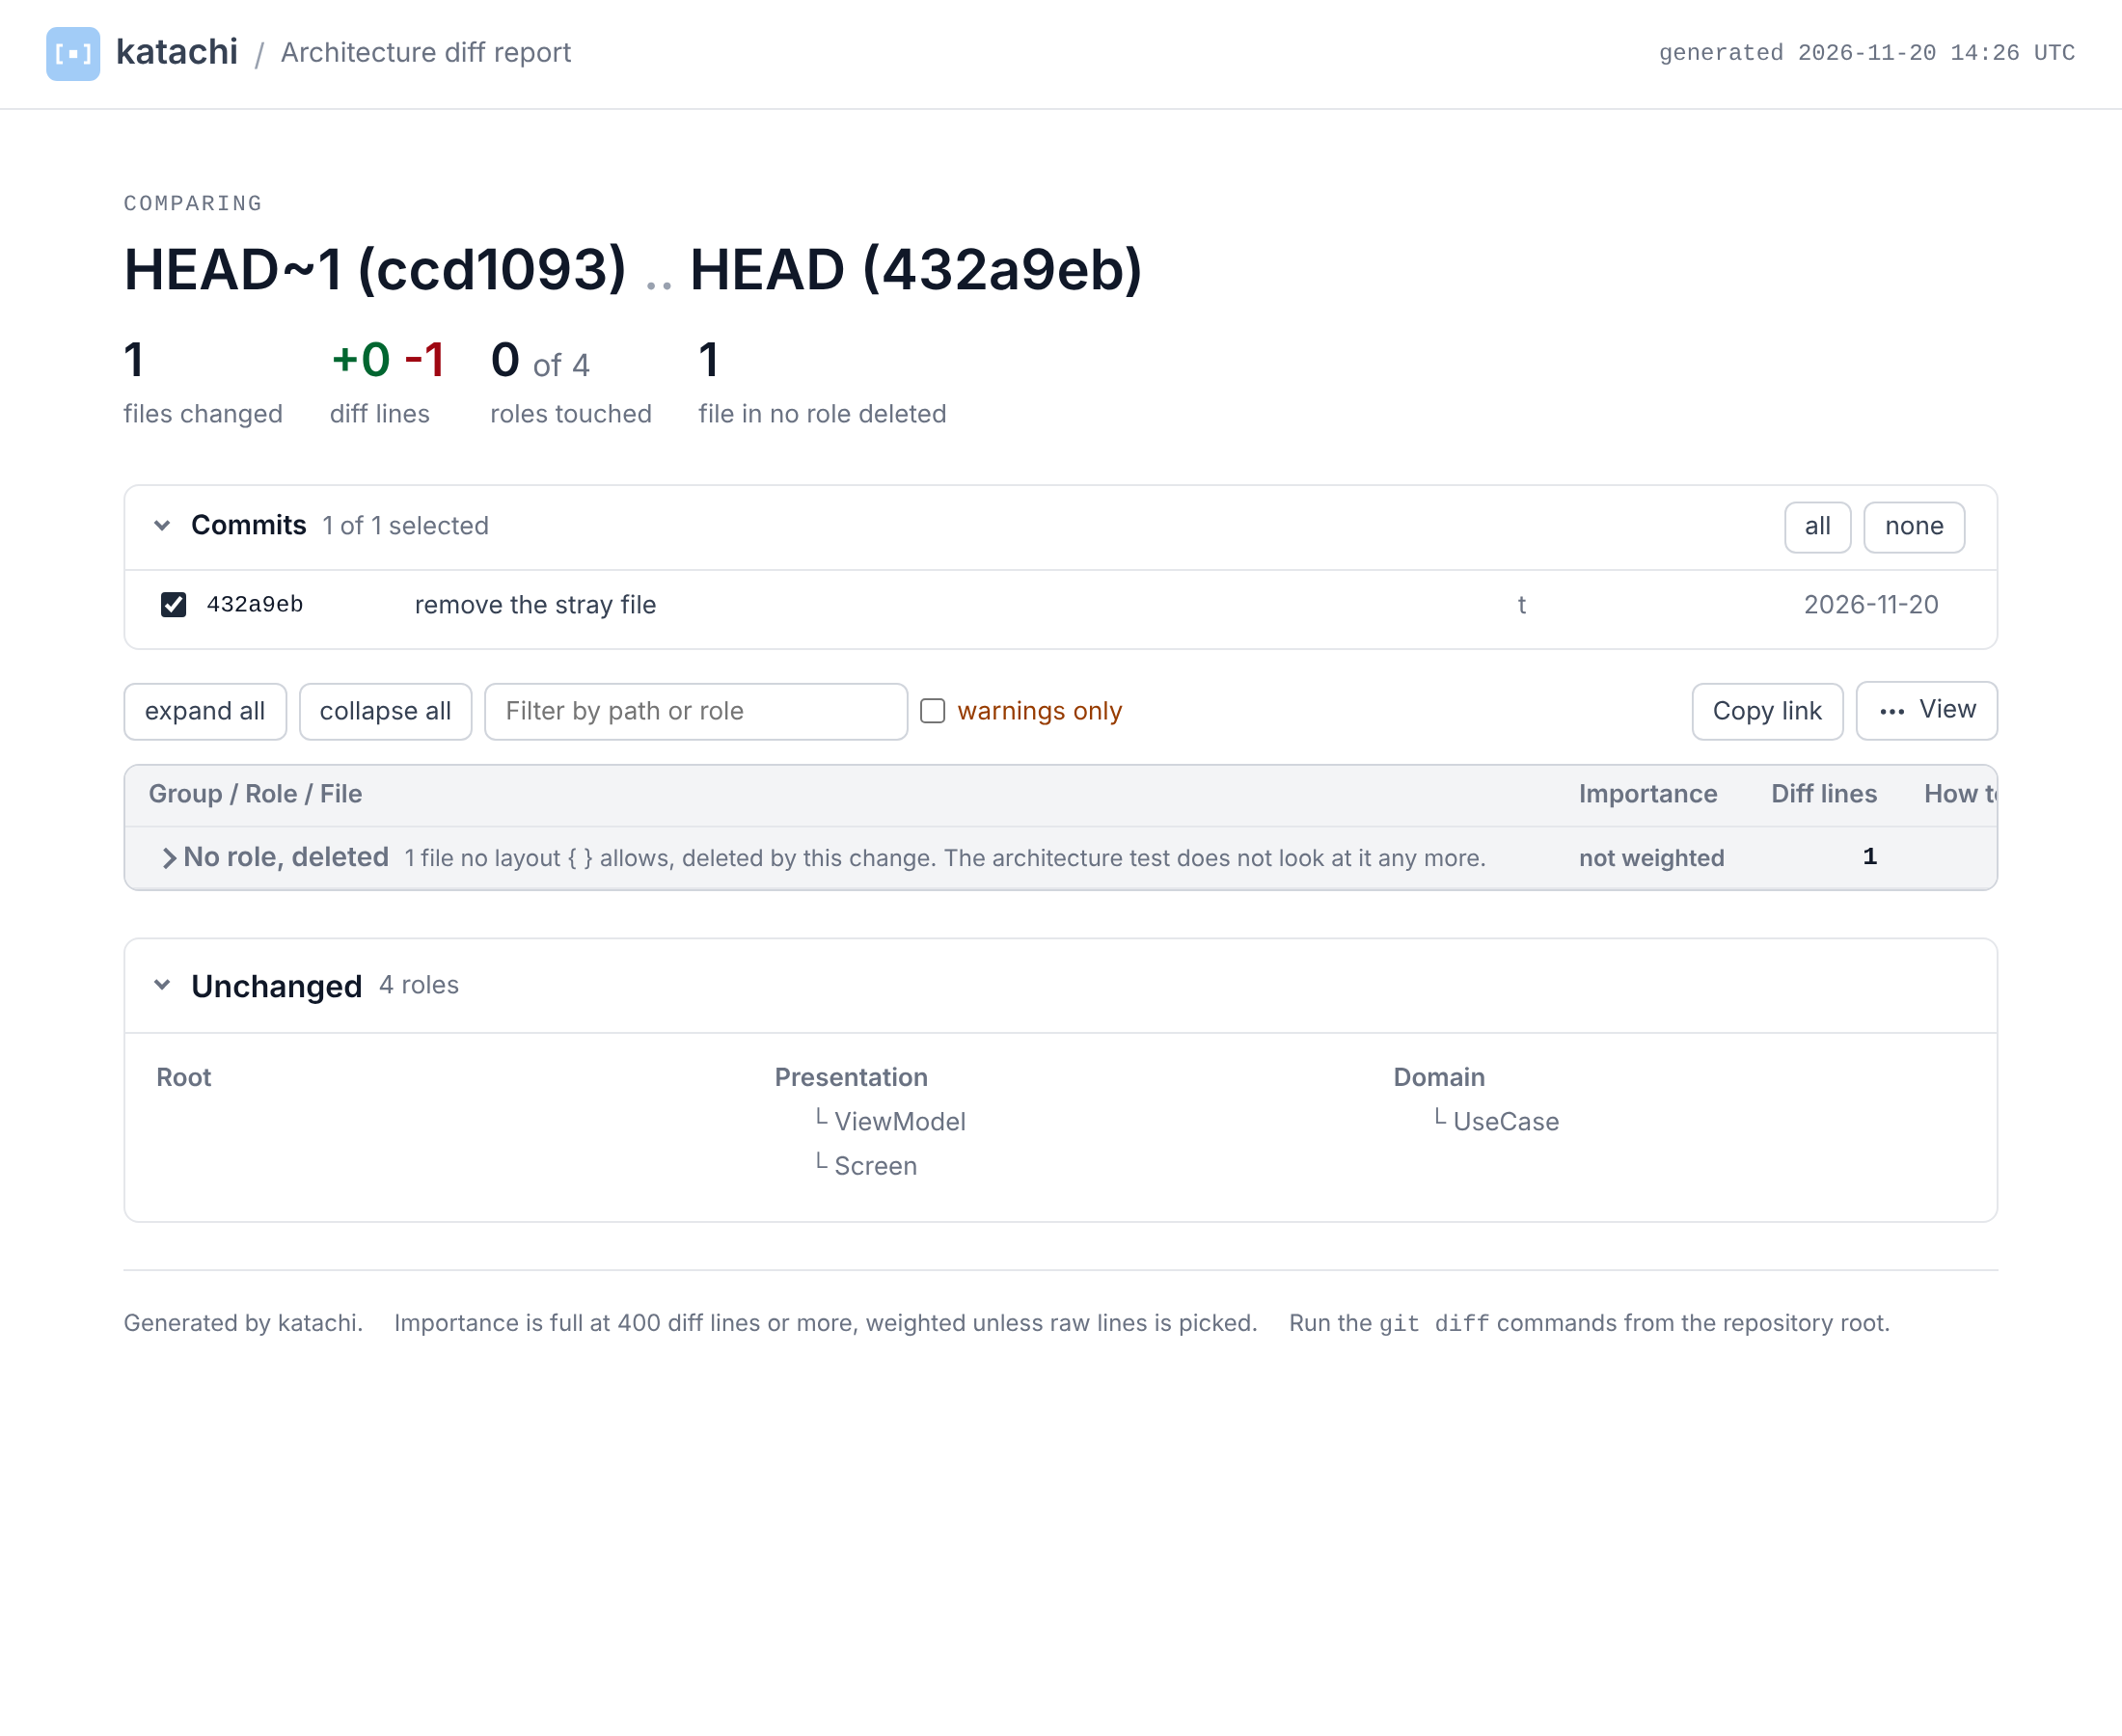 [▪] katachi / Architecture diff report
generated 2026-11-20 14:26 UTC
COMPARING
HEAD~1 (ccd1093) .. HEAD (432a9eb)
1
files changed
+0 -1
diff lines
0 of 4
roles touched
1
file in no role deleted
Commits 1 of 1 selected
all
none
432a9eb remove the stray file t 2026-11-20
expand all
collapse all
Filter by path or role
warnings only
Copy link
··· View
Group / Role / File Importance Diff lines How t
No role, deleted 1 file no layout { } allows, deleted by this change. The architecture test does not look at it any more. not weighted 1
Unchanged 4 roles
Root
Presentation
└ ViewModel
└ Screen
Domain
└ UseCase
Generated by katachi. Importance is full at 400 diff lines or more, weighted unless raw lines is picked. Run the git diff commands from the repository root.